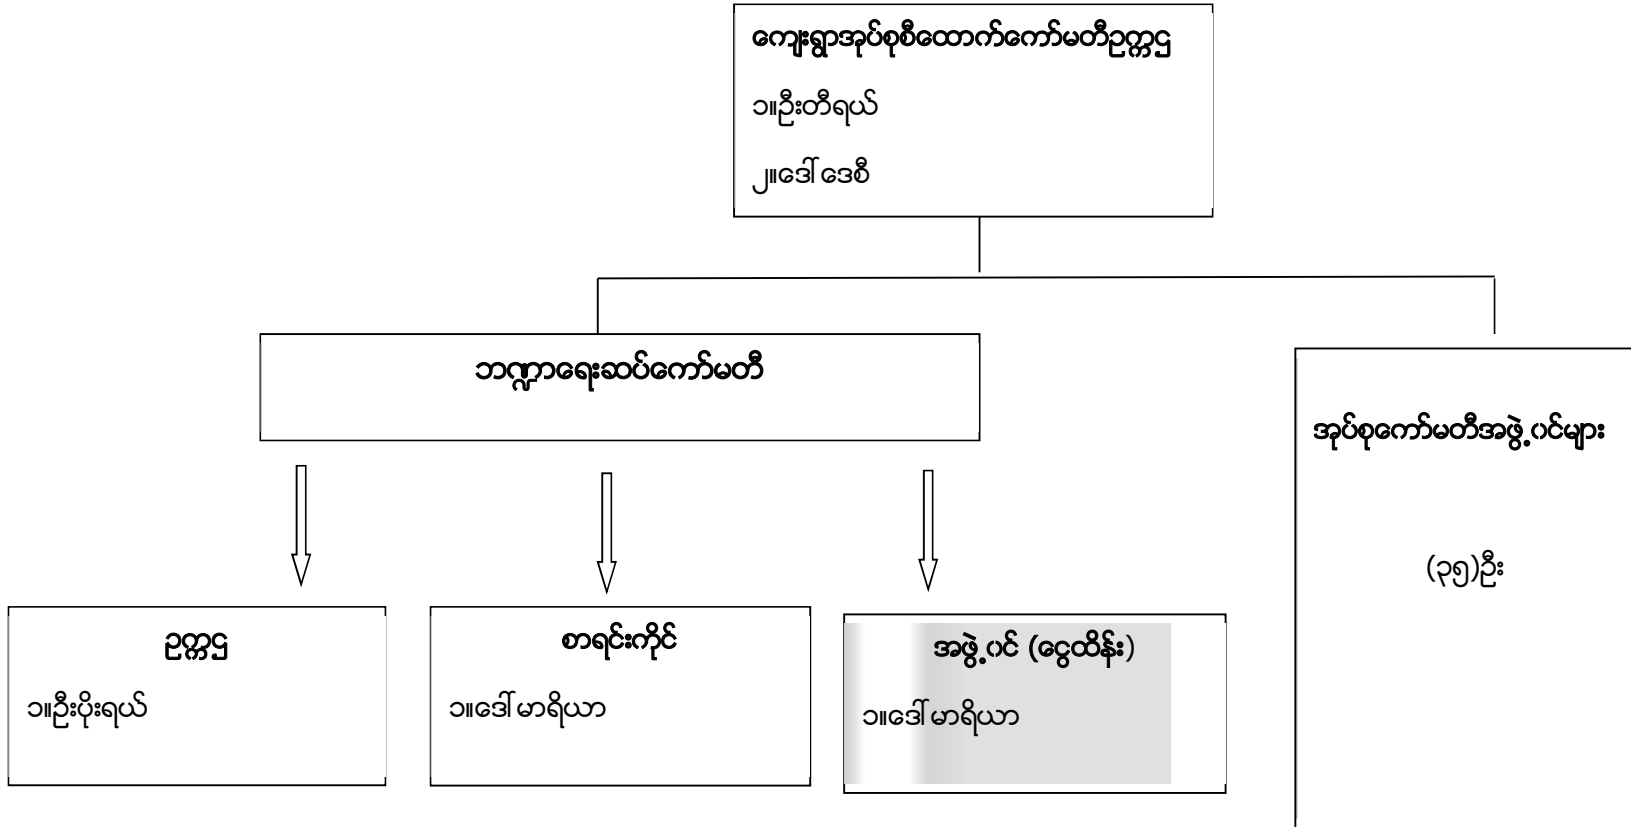 ကျေးရွာအုပ်စုစီထောက်ကော်မတီဥက္ကဌ
၁။ဦးတီရယ်
၂။ဒေါ် ဒေစီ
ဘဏ္ဍာရေးဆပ်ကော်မတီ
အုပ်စုကော်မတီအဖွဲ့ဝင်များ
(၃၅)ဦး
ဥက္ကဌ
၁။ဦးပိုးရယ်
စာရင်းကိုင်
၁။ဒေါ် မာရိယာ
အဖွဲ့ဝင် (ငွေထိန်း)
၁။ဒေါ် မာရိယာ